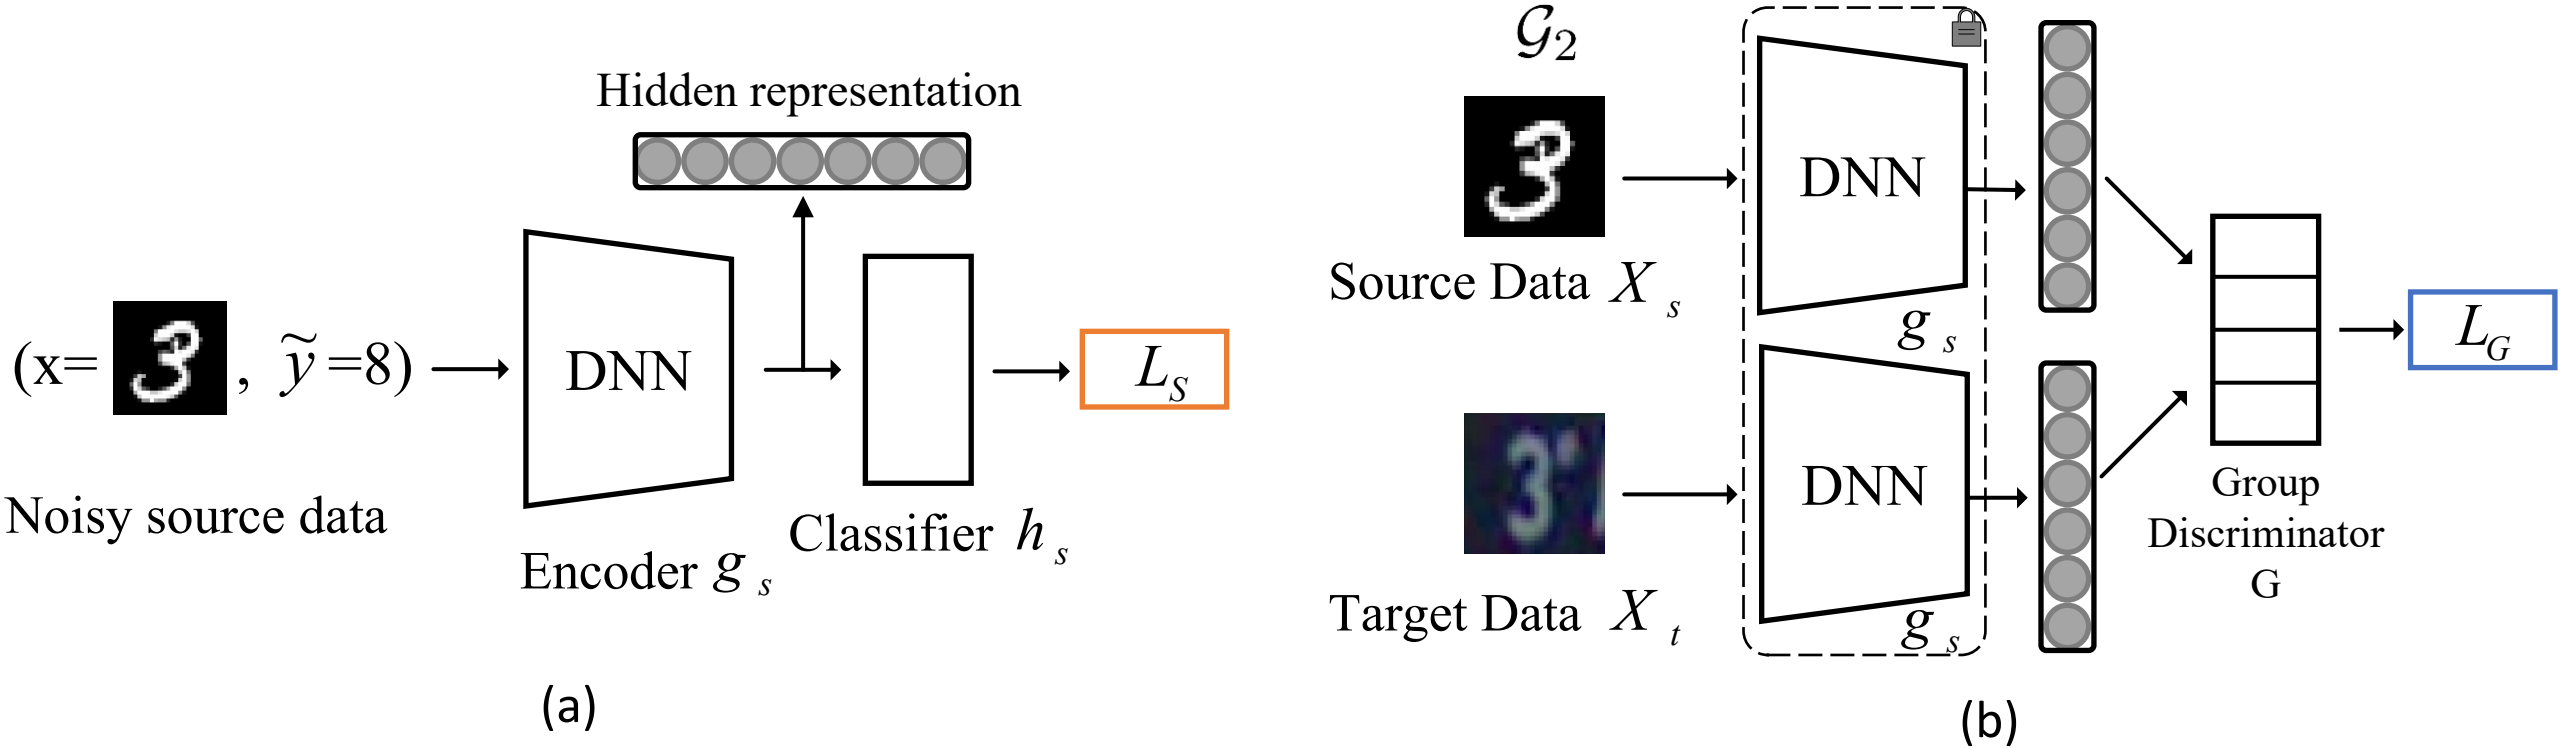 Hidden representation
(x= , ỹ =8)
DNN
L_S
Noisy source data
Encoder g_s
Classifier h_s
(a)
𝒢_2
DNN
Source Data X_s
g_s
DNN
Target Data X_t
g_s
Group
Discriminator
G
L_G
(b)